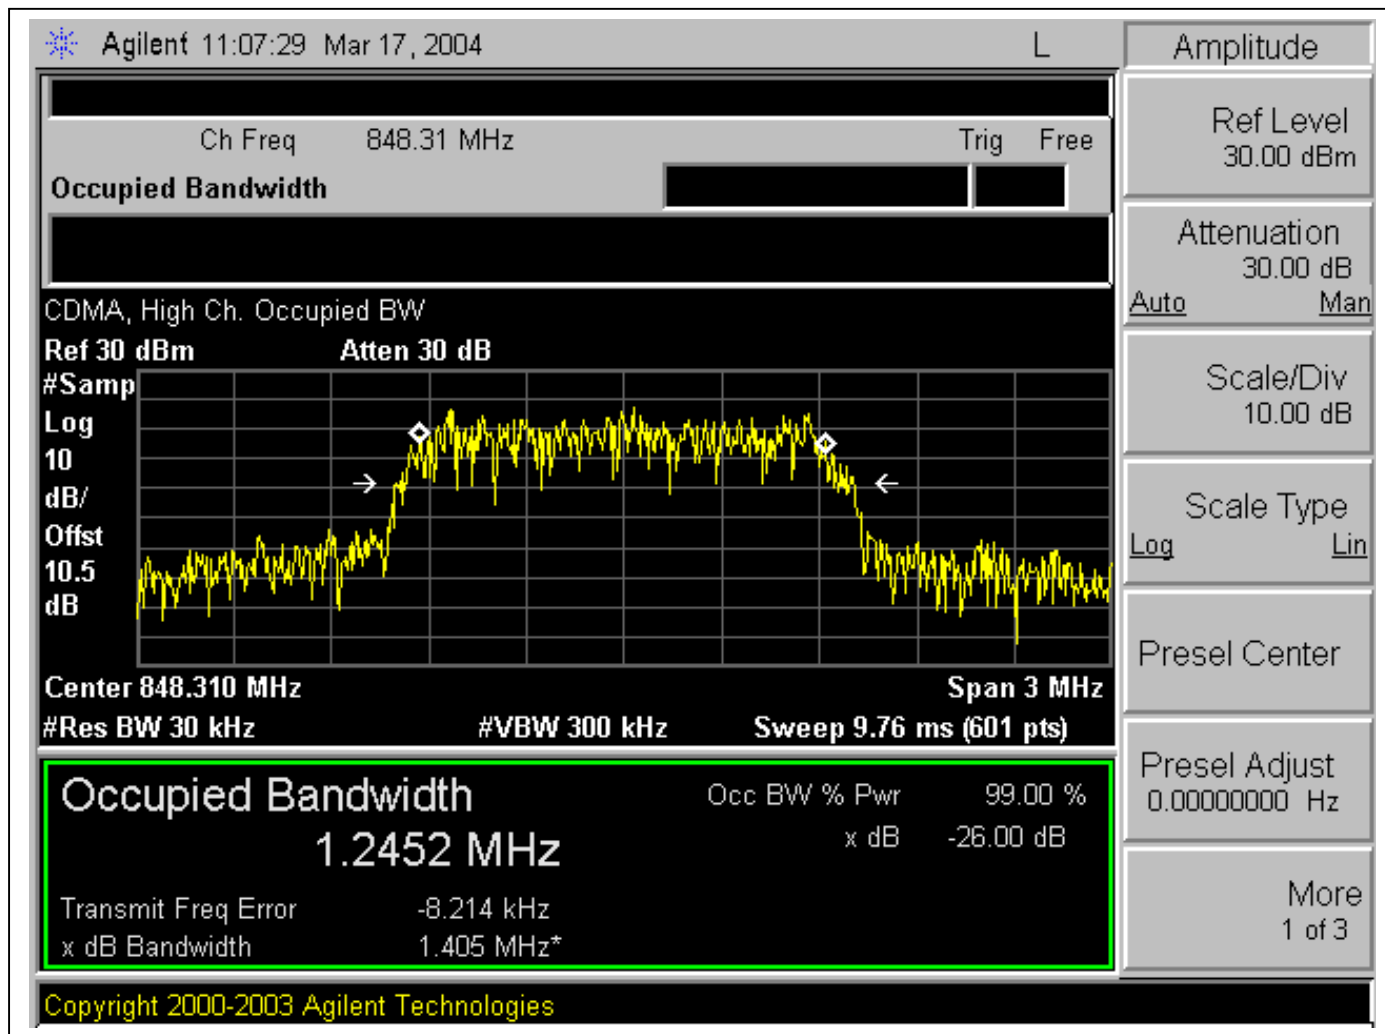 Agilent 11:07:29 Mar 17, 2004 L
Amplitude
Ch Freq 848.31 MHz Trig Free
Occupied Bandwidth
Ref Level
30.00 dBm
Attenuation
30.00 dB
Auto Man
Scale/Div
10.00 dB
Scale Type
Log Lin
Presel Center
Presel Adjust
0.00000000 Hz
More
1 of 3
CDMA, High Ch. Occupied BW
Ref 30 dBm Atten 30 dB
#Samp
Log
10
dB/
Offst
10.5
dB
Center 848.310 MHz Span 3 MHz
#Res BW 30 kHz #VBW 300 kHz Sweep 9.76 ms (601 pts)
Occupied Bandwidth Occ BW % Pwr 99.00 %
1.2452 MHz x dB -26.00 dB
Transmit Freq Error -8.214 kHz
x dB Bandwidth 1.405 MHz*
Copyright 2000-2003 Agilent Technologies